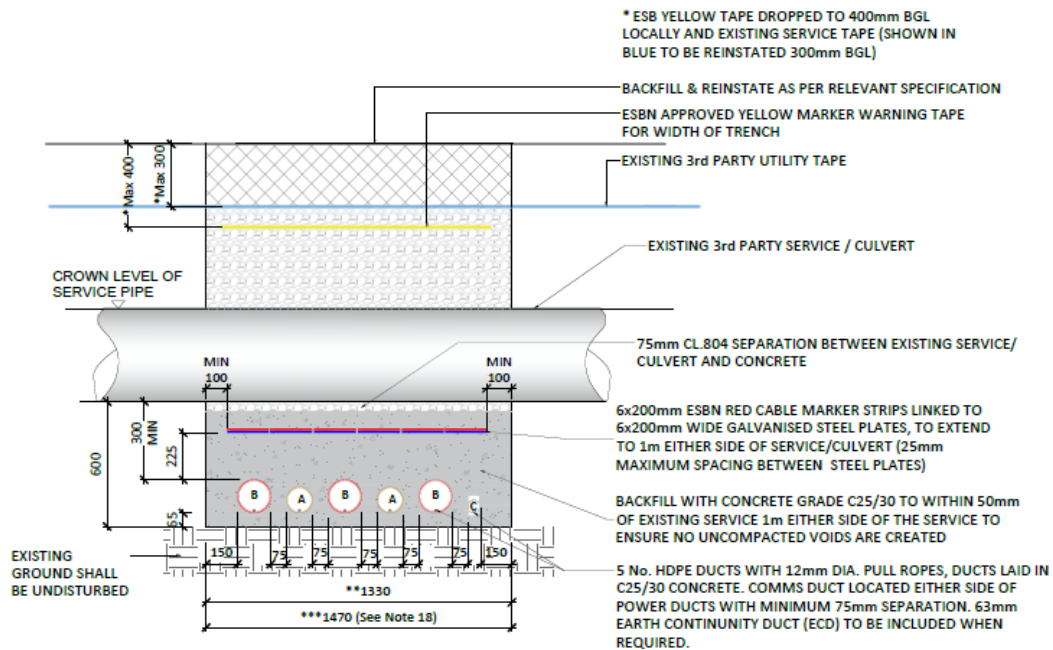 * ESB YELLOW TAPE DROPPED TO 400mm BGL
LOCALLY AND EXISTING SERVICE TAPE (SHOWN IN
BLUE TO BE REINSTATED 300mm BGL)
BACKFILL & REINSTATE AS PER RELEVANT SPECIFICATION
ESBN APPROVED YELLOW MARKER WARNING TAPE
FOR WIDTH OF TRENCH
*Max 400
*Max 300
EXISTING 3rd PARTY UTILITY TAPE
EXISTING 3rd PARTY SERVICE / CULVERT
CROWN LEVEL OF
SERVICE PIPE
75mm CL.804 SEPARATION BETWEEN EXISTING SERVICE/
CULVERT AND CONCRETE
MIN
100
MIN
100
6x200mm ESBN RED CABLE MARKER STRIPS LINKED TO
6x200mm WIDE GALVANISED STEEL PLATES, TO EXTEND
TO 1m EITHER SIDE OF SERVICE/CULVERT (25mm
MAXIMUM SPACING BETWEEN STEEL PLATES)
600
300
MIN
225
65
B
A
B
A
B
C
BACKFILL WITH CONCRETE GRADE C25/30 TO WITHIN 50mm
OF EXISTING SERVICE 1m EITHER SIDE OF THE SERVICE TO
ENSURE NO UNCOMPACTED VOIDS ARE CREATED
EXISTING
GROUND SHALL
BE UNDISTURBED
150
75
75
75
75
75
150
5 No. HDPE DUCTS WITH 12mm DIA. PULL ROPES, DUCTS LAID IN
C25/30 CONCRETE. COMMS DUCT LOCATED EITHER SIDE OF
POWER DUCTS WITH MINIMUM 75mm SEPARATION. 63mm
EARTH CONTINUNITY DUCT (ECD) TO BE INCLUDED WHEN
REQUIRED.
**1330
***1470 (See Note 18)